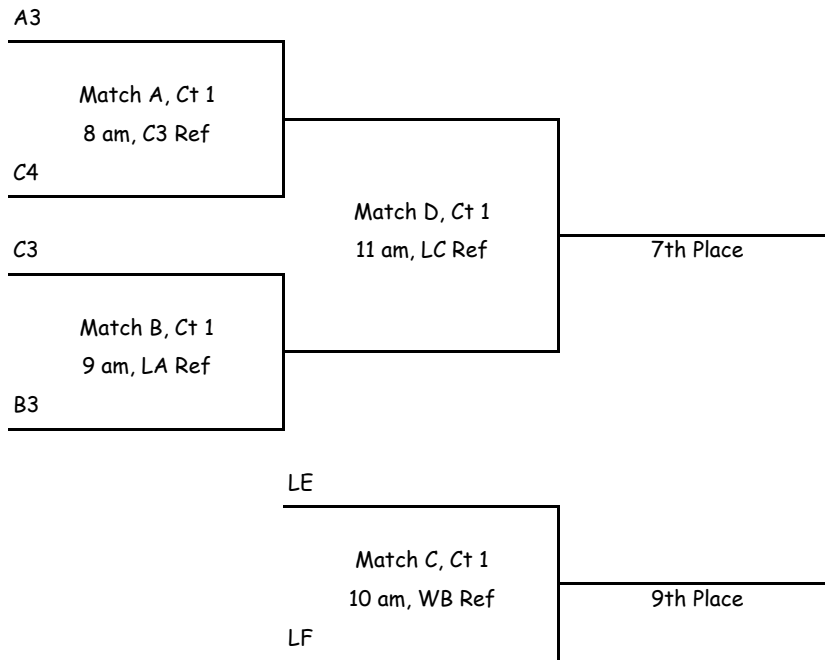 A3
Match A, Ct 1
8 am, C3 Ref
C4
Match D, Ct 1
11 am, LC Ref
7th Place
C3
Match B, Ct 1
9 am, LA Ref
B3
LE
Match C, Ct 1
10 am, WB Ref
9th Place
LF